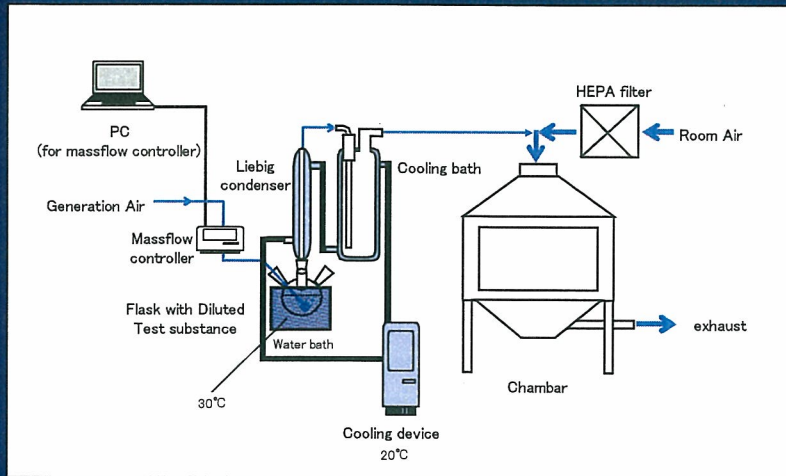 HEPA filter
PC
(for massflow controller)
Room Air
Liebig
condenser
Cooling bath
Generation Air
Massflow
controller
Flask with Diluted
Test substance
Water bath
exhaust
30°C
Chambar
Cooling device
20°C